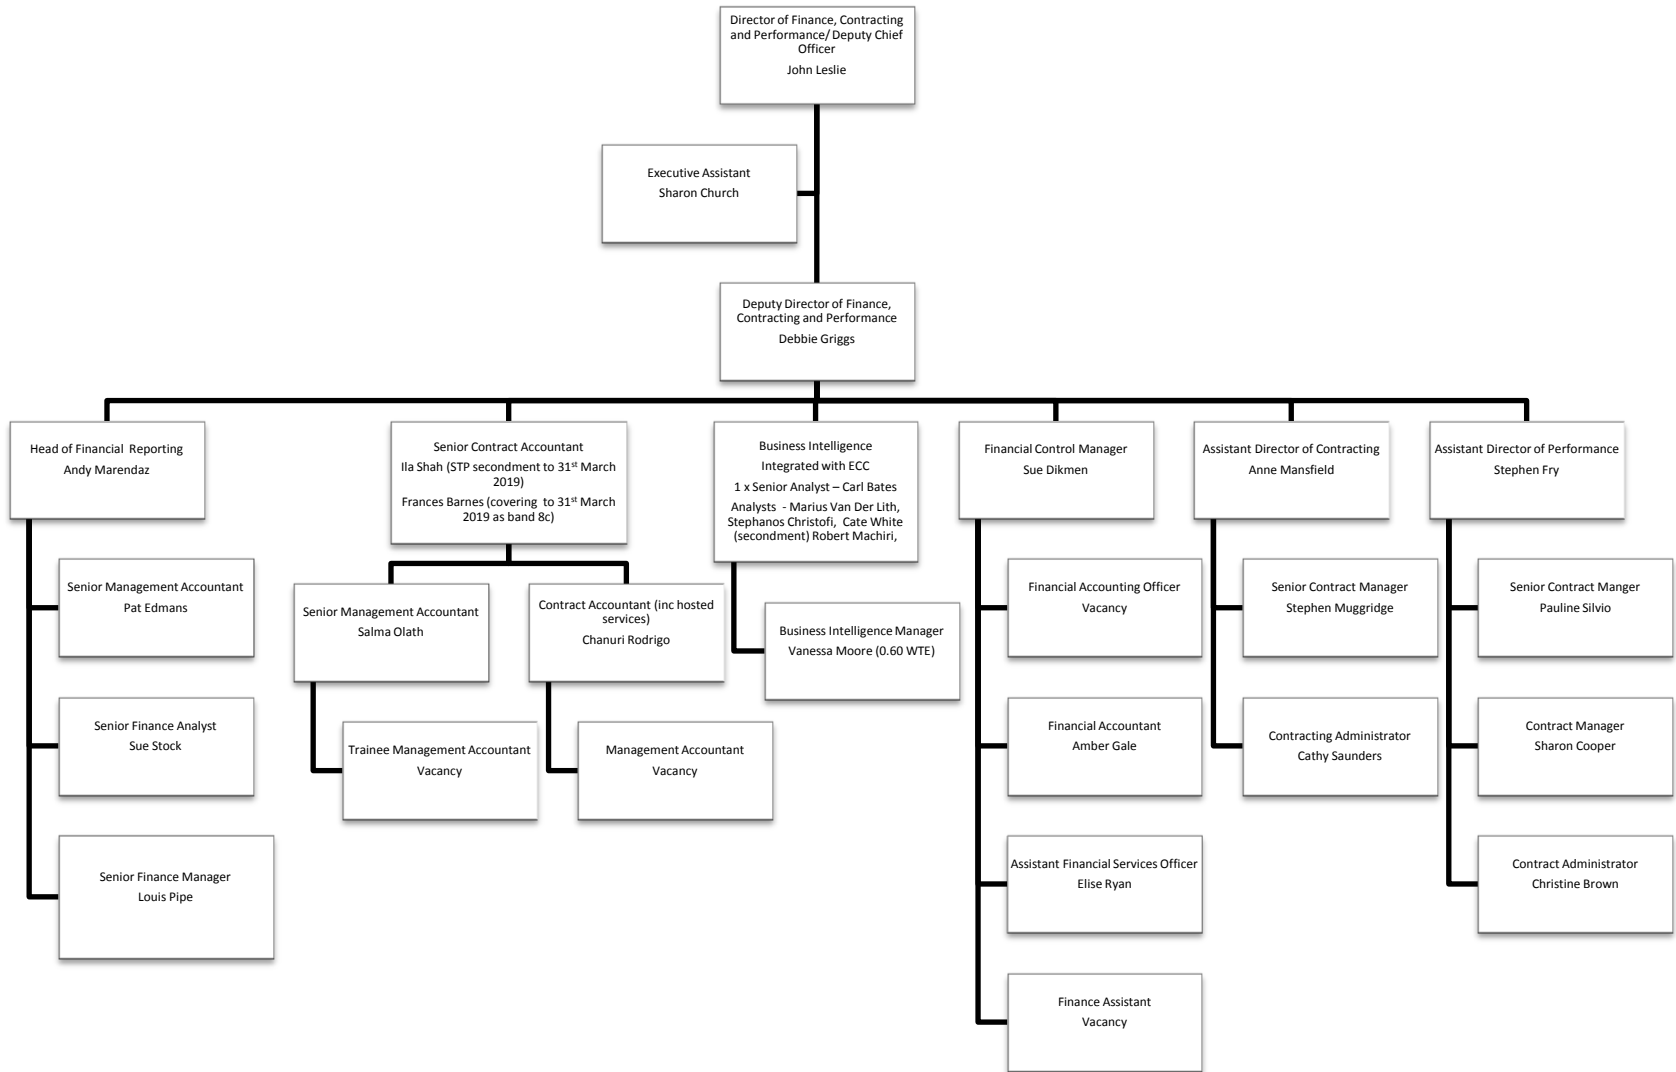 Director of Finance, Contracting
and Performance/ Deputy Chief
Officer
John Leslie
Executive Assistant
Sharon Church
Deputy Director of Finance,
Contracting and Performance
Debbie Griggs
Head of Financial Reporting
Andy Marendaz
Senior Management Accountant
Pat Edmans
Senior Finance Analyst
Sue Stock
Senior Finance Manager
Louis Pipe
Senior Contract Accountant
Ila Shah (STP secondment to 31st March
2019)
Frances Barnes (covering to 31st March
2019 as band 8c)
Senior Management Accountant
Salma Olath
Trainee Management Accountant
Vacancy
Contract Accountant (inc hosted
services)
Chanuri Rodrigo
Management Accountant
Vacancy
Business Intelligence
Integrated with ECC
1 x Senior Analyst – Carl Bates
Analysts - Marius Van Der Lith,
Stephanos Christofi, Cate White
(secondment) Robert Machiri,
Business Intelligence Manager
Vanessa Moore (0.60 WTE)
Financial Control Manager
Sue Dikmen
Financial Accounting Officer
Vacancy
Financial Accountant
Amber Gale
Assistant Financial Services Officer
Elise Ryan
Finance Assistant
Vacancy
Assistant Director of Contracting
Anne Mansfield
Senior Contract Manager
Stephen Muggridge
Contracting Administrator
Cathy Saunders
Assistant Director of Performance
Stephen Fry
Senior Contract Manger
Pauline Silvio
Contract Manager
Sharon Cooper
Contract Administrator
Christine Brown